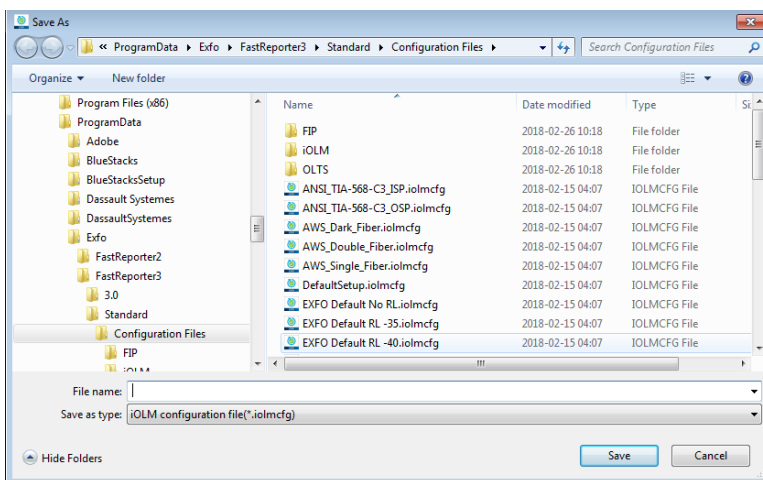 Save As
« ProgramData ▸ Exfo ▸ FastReporter3 ▸ Standard ▸ Configuration Files ▸
Search Configuration Files
Organize
New folder
Program Files (x86)
ProgramData
Adobe
BlueStacks
BlueStacksSetup
Dassault Systemes
DassaultSystemes
Exfo
FastReporter2
FastReporter3
3.0
Standard
Configuration Files
FIP
iOLM
Name Date modified Type Si
FIP 2018-02-26 10:18 File folder
iOLM 2018-02-26 10:18 File folder
OLTS 2018-02-26 10:18 File folder
ANSI_TIA-568-C3_ISP.iolmcfg 2018-02-15 04:07 IOLMCFG File
ANSI_TIA-568-C3_OSP.iolmcfg 2018-02-15 04:07 IOLMCFG File
AWS_Dark_Fiber.iolmcfg 2018-02-15 04:07 IOLMCFG File
AWS_Double_Fiber.iolmcfg 2018-02-15 04:07 IOLMCFG File
AWS_Single_Fiber.iolmcfg 2018-02-15 04:07 IOLMCFG File
DefaultSetup.iolmcfg 2018-02-15 04:07 IOLMCFG File
EXFO Default No RL.iolmcfg 2018-02-15 04:07 IOLMCFG File
EXFO Default RL -35.iolmcfg 2018-02-15 04:07 IOLMCFG File
EXFO Default RL -40.iolmcfg 2018-02-15 04:07 IOLMCFG File
File name:
Save as type: iOLM configuration file(*.iolmcfg)
Hide Folders
Save
Cancel